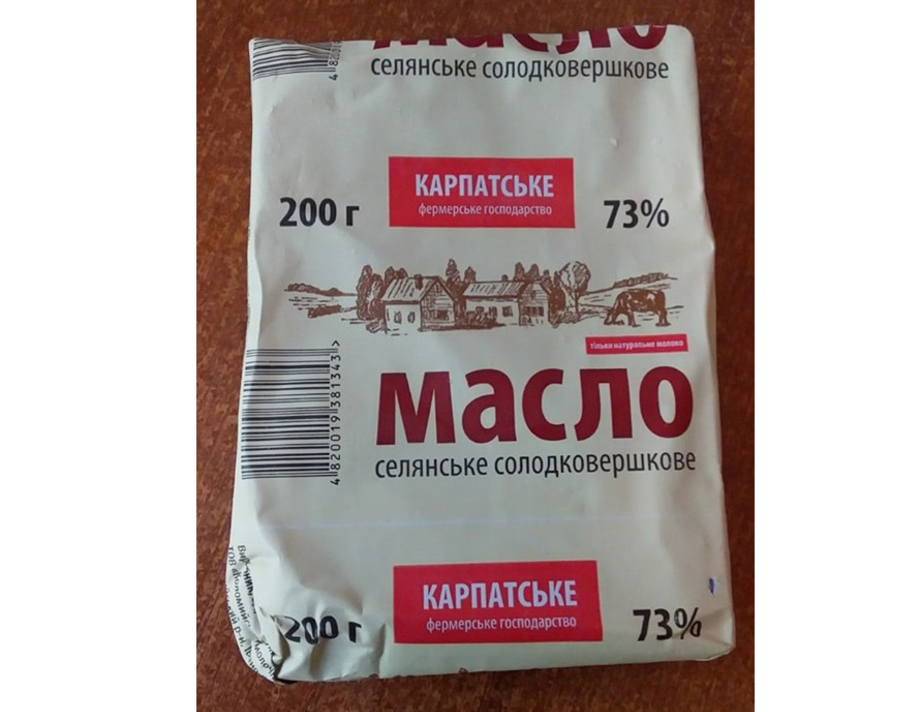 масло
селянське солодковершкове
200 г
КАРПАТСЬКЕ
фермерське господарство
73%
тільки натуральне молоко
масло
селянське солодковершкове
4820019381343>
КАРПАТСЬКЕ
фермерське господарство
200 г
73%